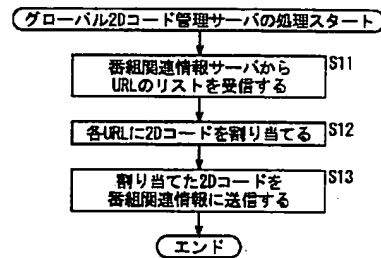 グローバル2Dコード管理サーバの処理スタート
番組関連情報サーバから
URLのリストを受信する
S11
各URLに2Dコードを割り当てる
S12
割り当てた2Dコードを
番組関連情報に送信する
S13
エンド